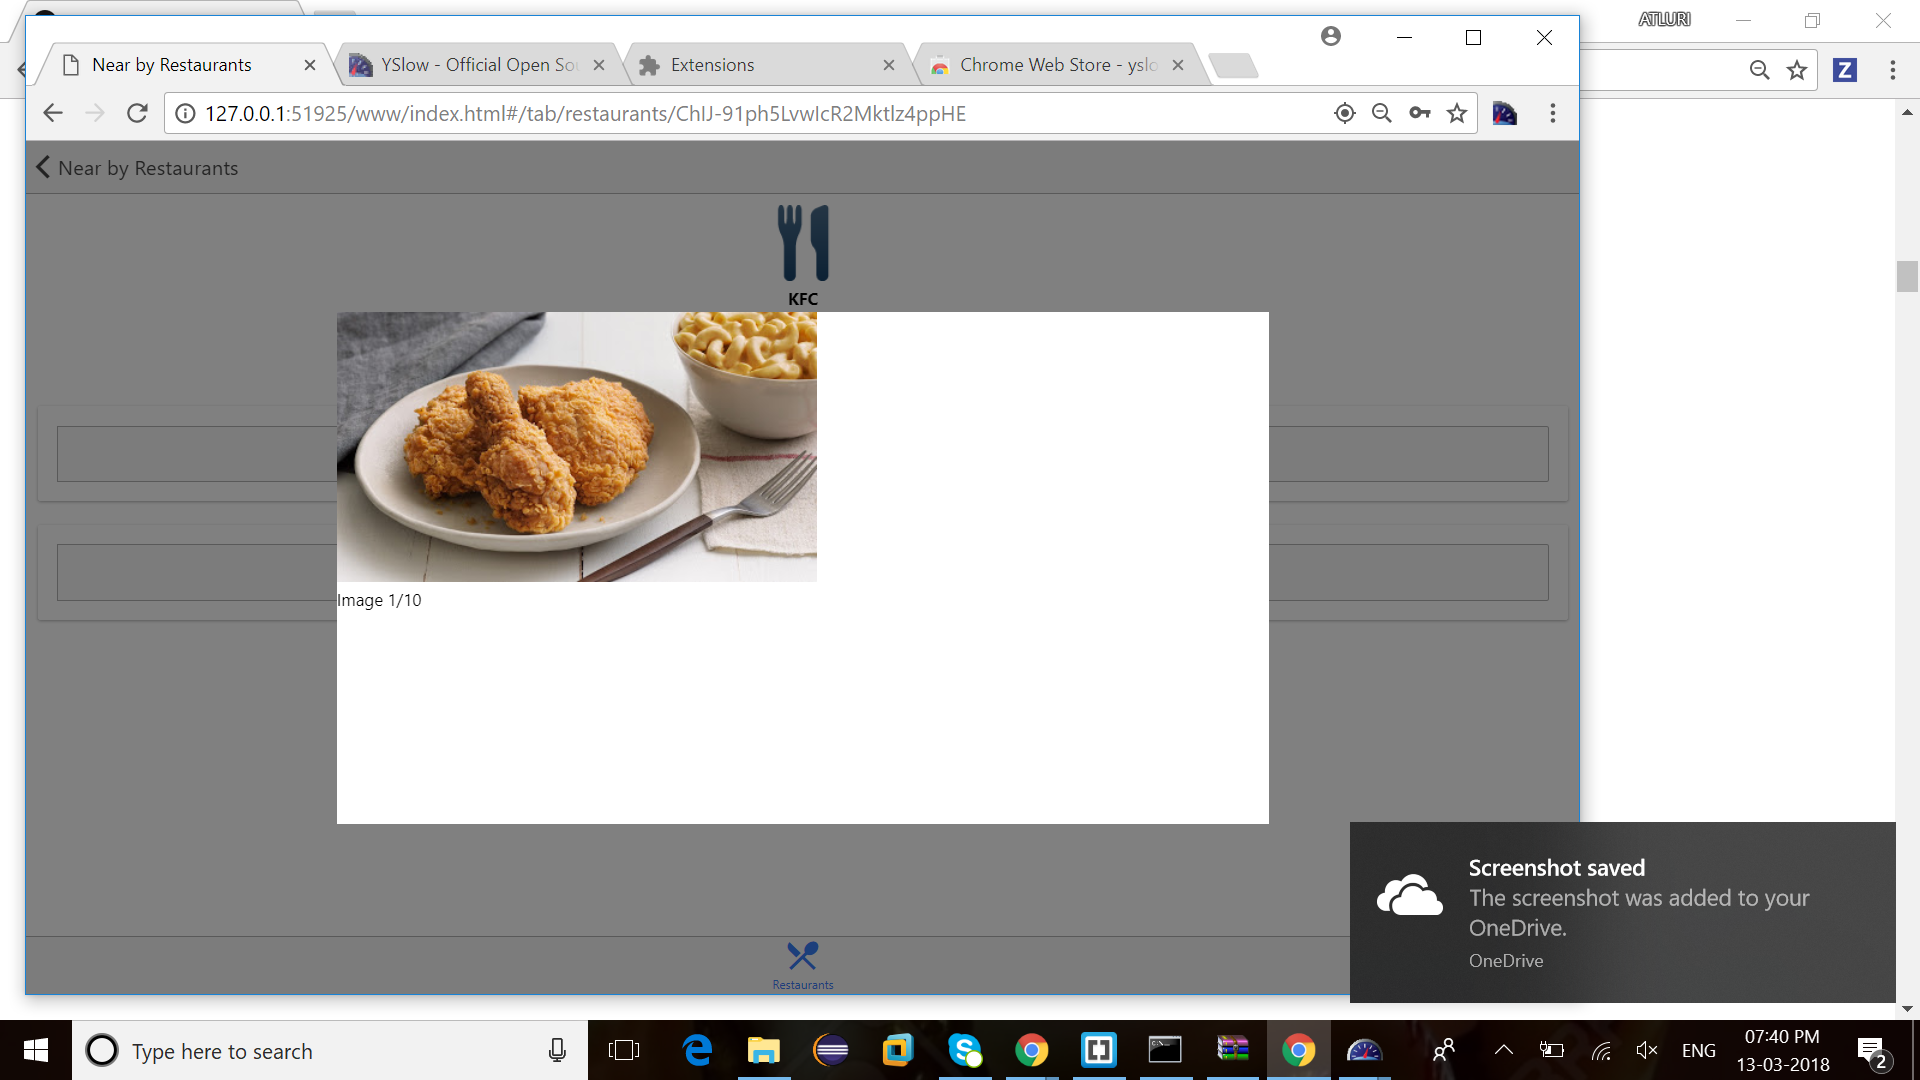 ATLURI
Near by Restaurants
YSlow - Official Open Sou
Extensions
Chrome Web Store - yslo
127.0.0.1:51925/www/index.html#/tab/restaurants/ChIJ-91ph5LvwIcR2Mktlz4ppHE
Z
Near by Restaurants
KFC
Image 1/10
Screenshot saved
The screenshot was added to your
OneDrive.
OneDrive
Restaurants
Type here to search
ENG
07:40 PM
13-03-2018
2